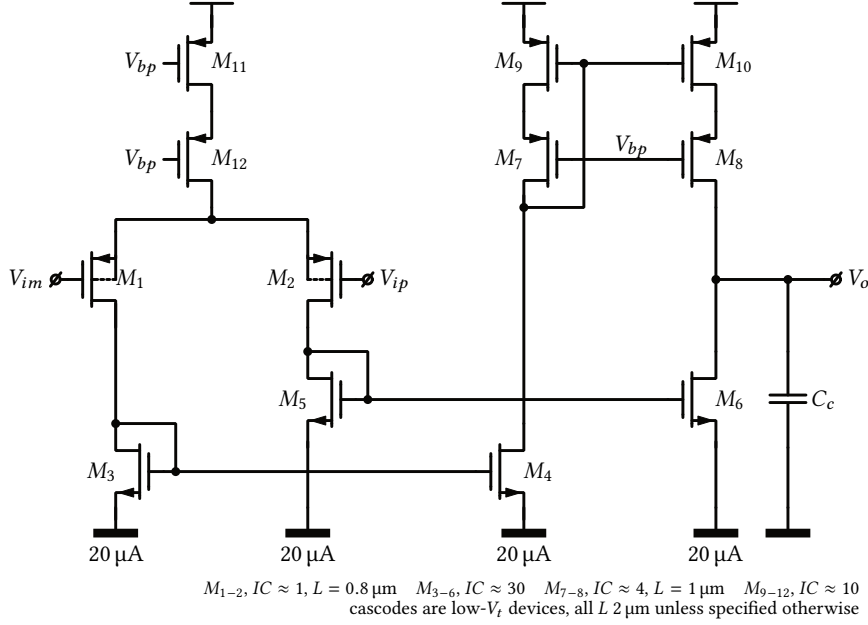 V_bp M_11 M_9 M_10
V_bp M_12 M_7 V_bp M_8
V_im M_1 M_2 V_ip V_o
M_5 M_6 C_c
M_3 M_4
20 µA 20 µA 20 µA 20 µA
M_1−2, IC ≈ 1, L = 0.8 µm M_3−6, IC ≈ 30 M_7−8, IC ≈ 4, L = 1 µm M_9−12, IC ≈ 10
cascodes are low-V_t devices, all L 2 µm unless specified otherwise